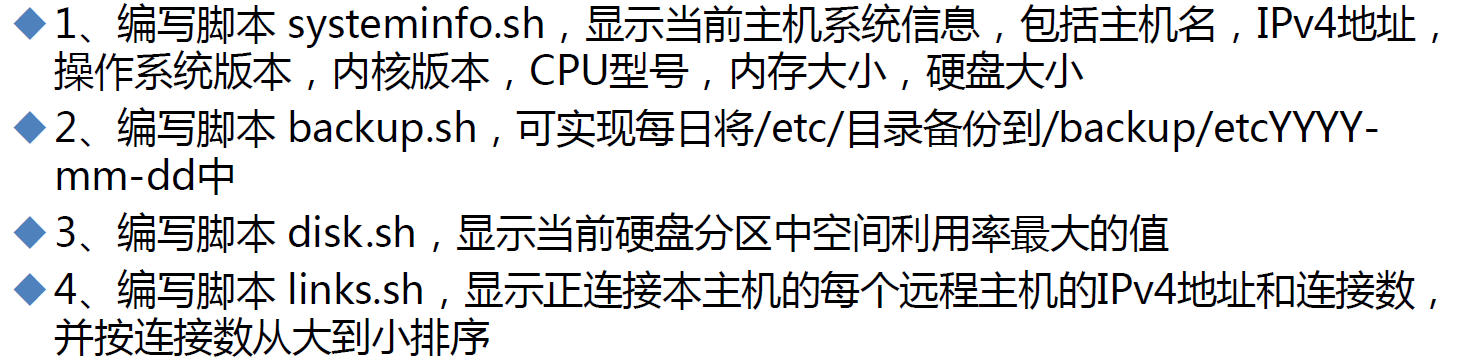 ◆1、编写脚本 systeminfo.sh，显示当前主机系统信息，包括主机名，IPv4地址，
操作系统版本，内核版本，CPU型号，内存大小，硬盘大小
◆2、编写脚本 backup.sh，可实现每日将/etc/目录备份到/backup/etcYYYY-
mm-dd中
◆3、编写脚本 disk.sh，显示当前硬盘分区中空间利用率最大的值
◆4、编写脚本 links.sh，显示正连接本主机的每个远程主机的IPv4地址和连接数，
并按连接数从大到小排序